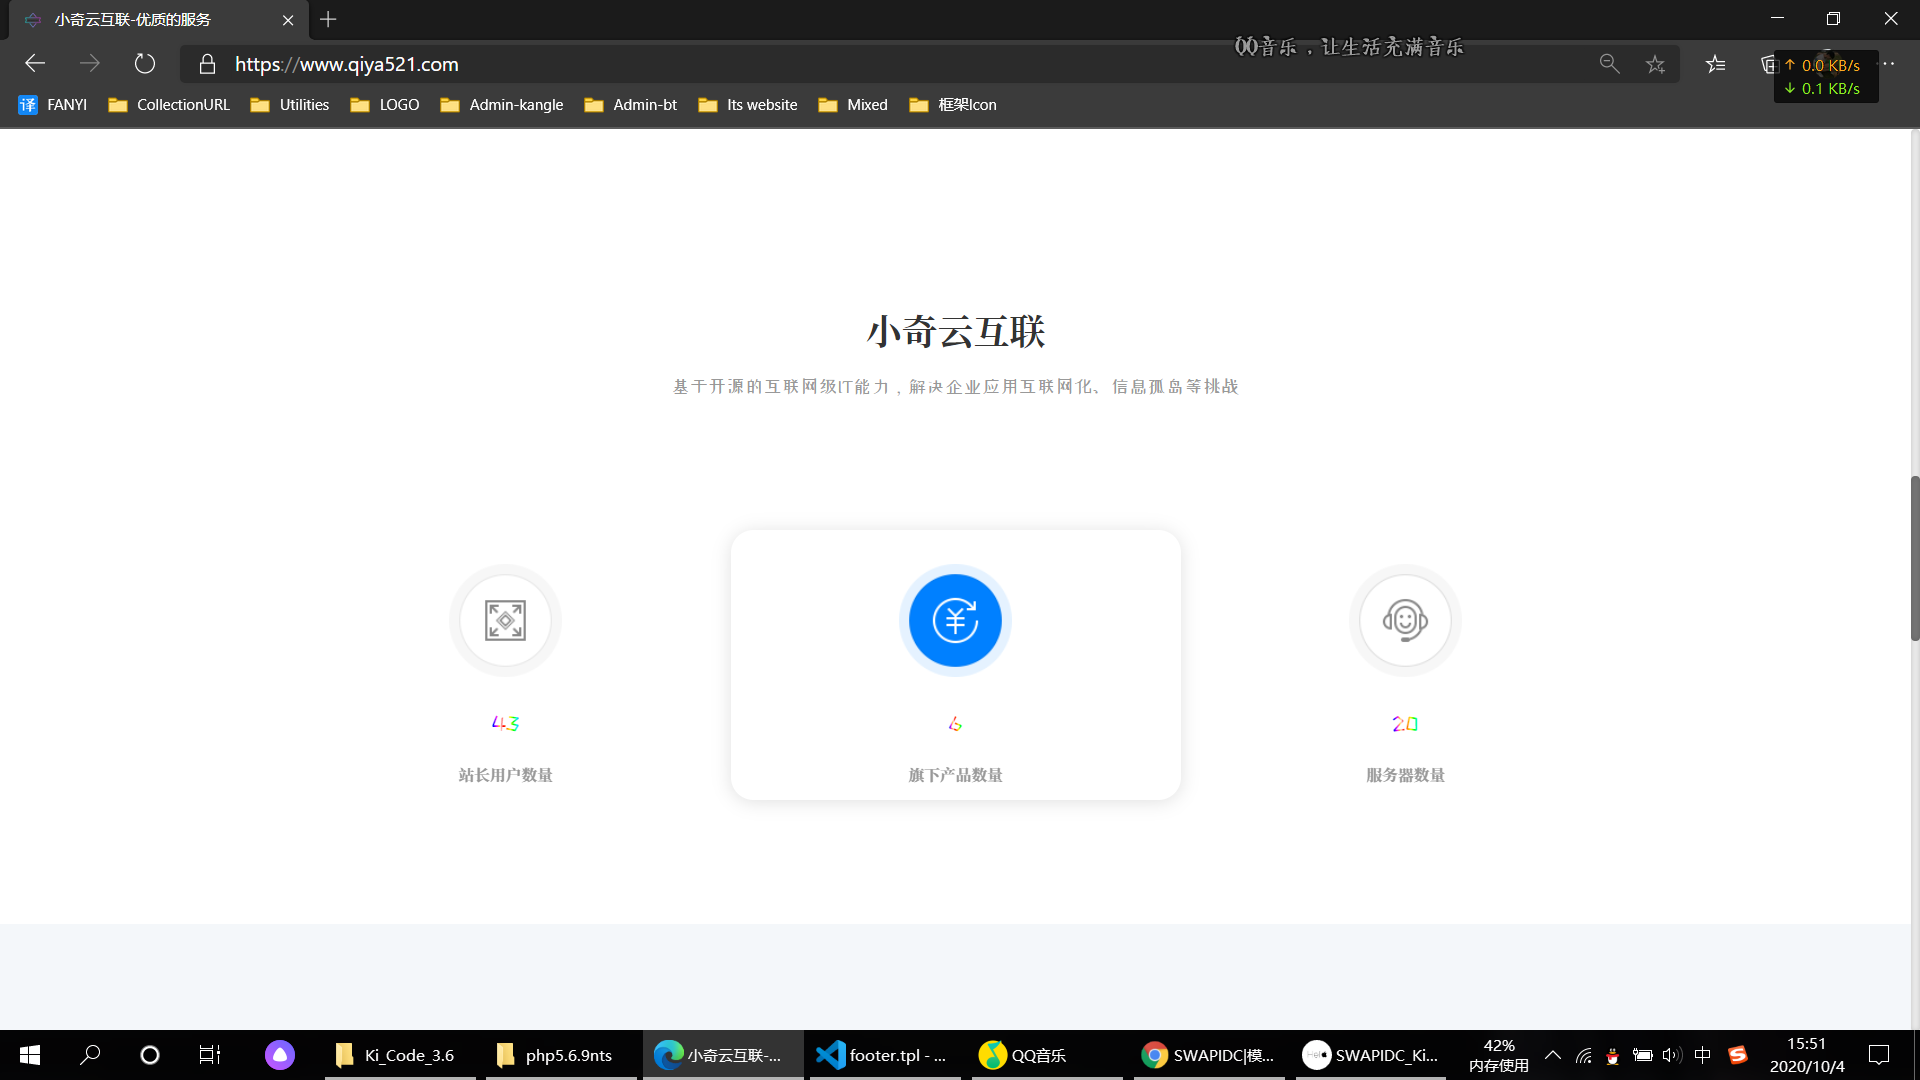 小奇云互联-优质的服务
https://www.qiya521.com
QQ音乐，让生活充满音乐
0.0 KB/s
0.1 KB/s
译 FANYI CollectionURL Utilities LOGO Admin-kangle Admin-bt Its website Mixed 框架Icon
小奇云互联
基于开源的互联网级IT能力，解决企业应用互联网化、信息孤岛等挑战
43 6 20
站长用户数量 旗下产品数量 服务器数量
Ki_Code_3.6 php5.6.9nts 小奇云互联-... footer.tpl - ... QQ音乐 SWAPIDC|模... Hello SWAPIDC_Ki...
42%
内存使用
中
15:51
2020/10/4